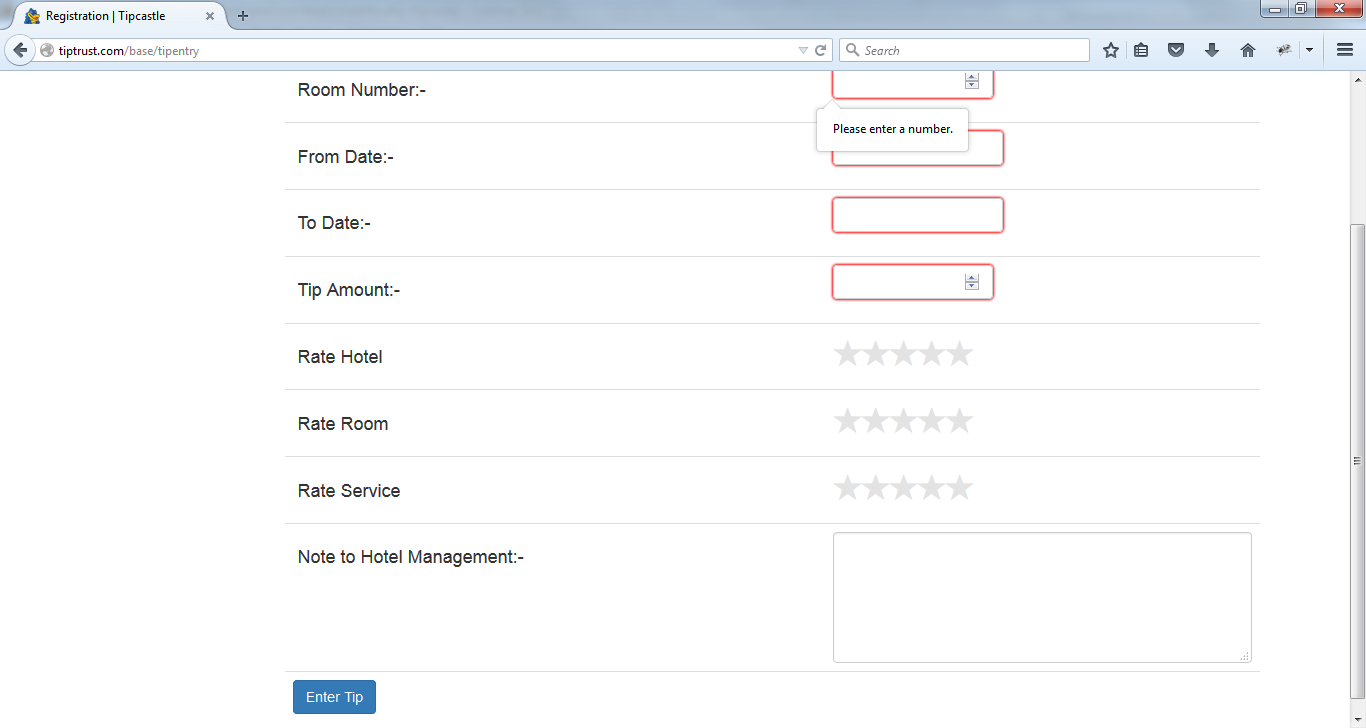 Registration | Tipcastle
tiptrust.com/base/tipentry
Search
Room Number:-
Please enter a number.
From Date:-
To Date:-
Tip Amount:-
Rate Hotel
Rate Room
Rate Service
Note to Hotel Management:-
Enter Tip